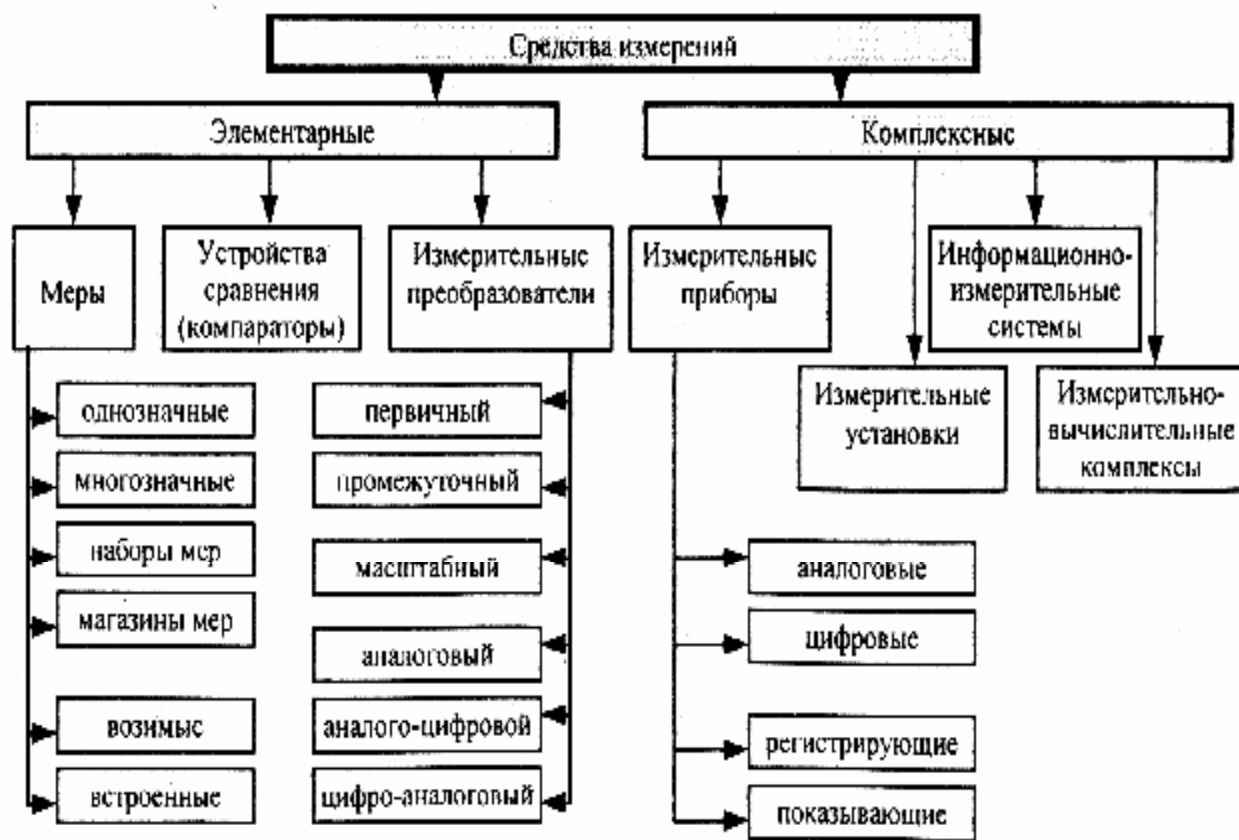 Средства измерений
Элементарные
Комплексные
Меры
Устройства
сравнения
(компараторы)
Измерительные
преобразователи
Измерительные
приборы
Информационно-
измерительные
системы
Измерительные
установки
Измерительно-
вычислительные
комплексы
однозначные
многозначные
наборы мер
магазины мер
возимые
встроенные
первичный
промежуточный
масштабный
аналоговый
аналого-цифровой
цифро-аналоговый
аналоговые
цифровые
регистрирующие
показывающие